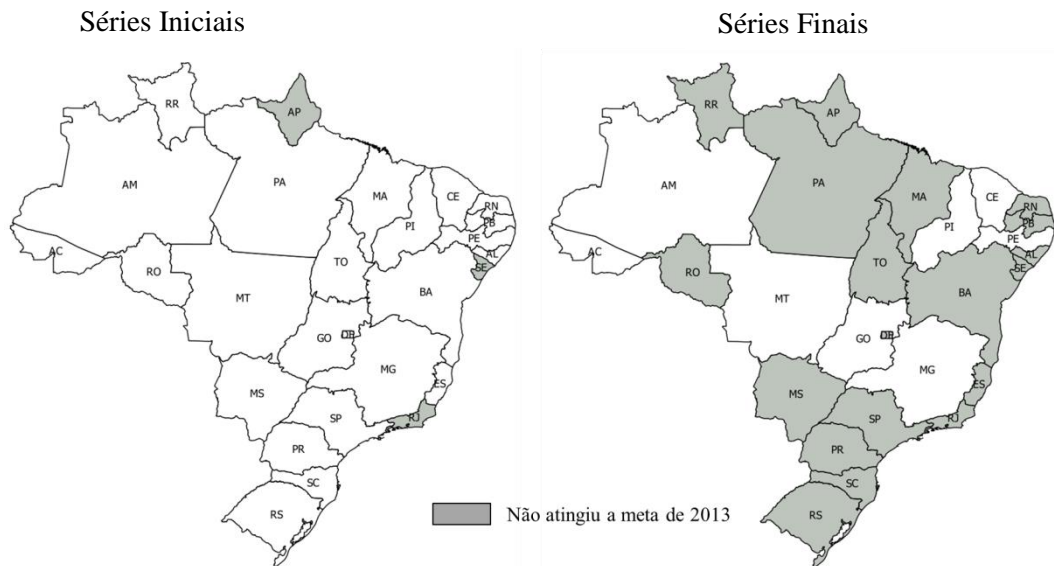 Séries Iniciais
Séries Finais
RR
AP
AM
PA
MA
CE
RN
PB
PI
PE
AL
SE
AC
RO
TO
BA
MT
GO
DF
MG
ES
MS
SP
RJ
PR
SC
RS
RR
AP
AM
PA
MA
CE
RN
PB
PI
PE
AL
SE
AC
RO
TO
BA
MT
GO
DF
MG
ES
MS
SP
RJ
PR
SC
RS
Não atingiu a meta de 2013